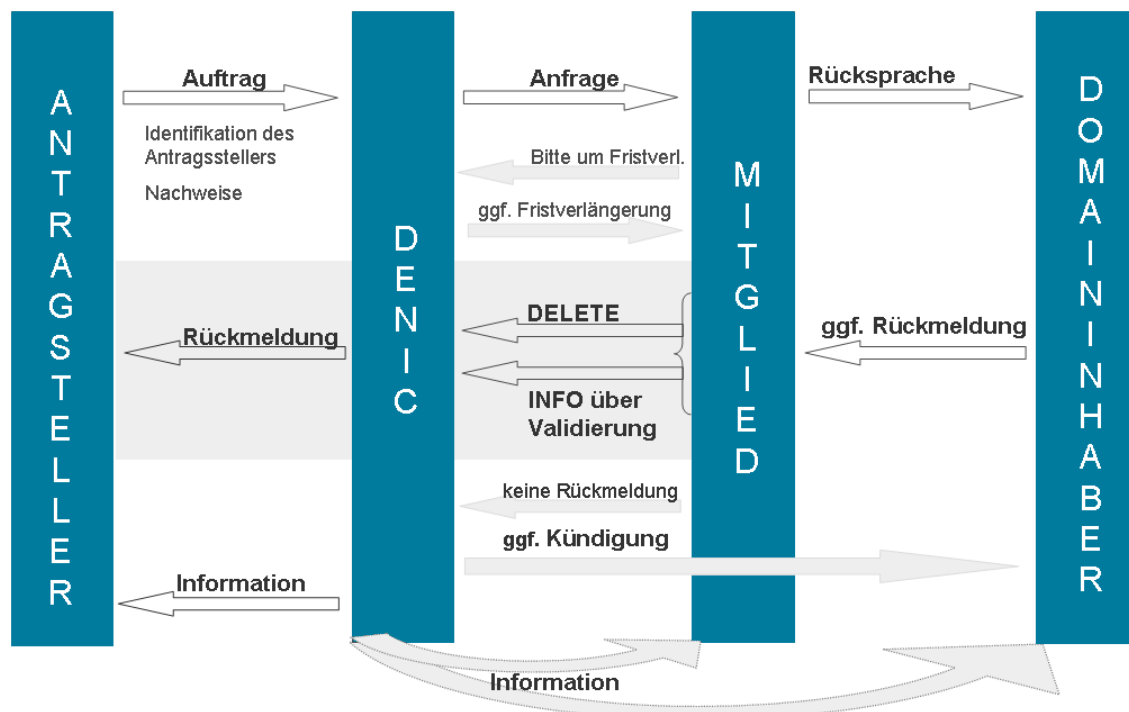 ANTRAGSTELLER
DENIC
MITGLIED
DOMAININHABER
Auftrag
Identifikation des
Antragsstellers
Nachweise
Anfrage
Rücksprache
Bitte um Fristverl.
ggf. Fristverlängerung
DELETE
Rückmeldung
INFO über
Validierung
ggf. Rückmeldung
keine Rückmeldung
ggf. Kündigung
Information
Information